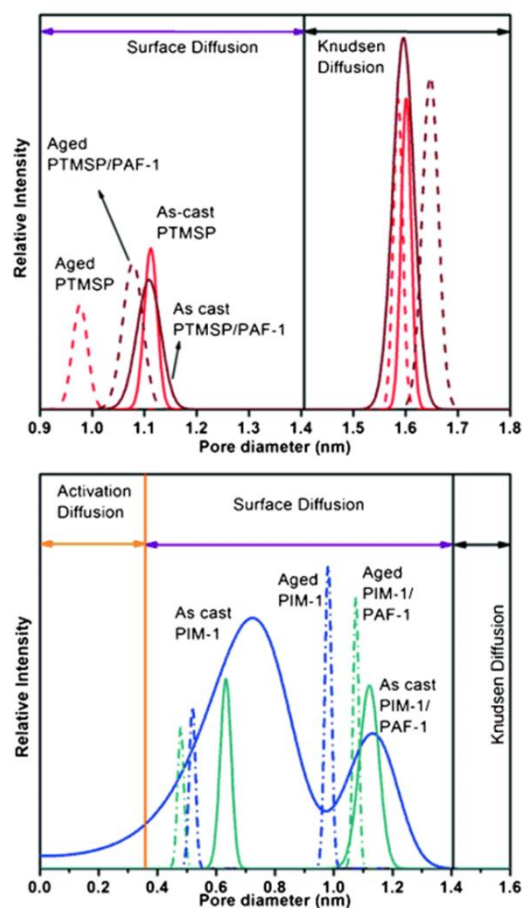 Surface Diffusion
Knudsen
Diffusion
Aged
PTMSP/PAF-1
As-cast
PTMSP
Aged
PTMSP
As cast
PTMSP/PAF-1
Relative Intensity
0.9 1.0 1.1 1.2 1.3 1.4 1.5 1.6 1.7 1.8
Pore diameter (nm)
Activation
Diffusion
Surface Diffusion
Aged
PIM-1
Aged
PIM-1/
PAF-1
As cast
PIM-1
As cast
PIM-1/
PAF-1
Knudsen Diffusion
Relative Intensity
0.0 0.2 0.4 0.6 0.8 1.0 1.2 1.4 1.6
Pore diameter (nm)